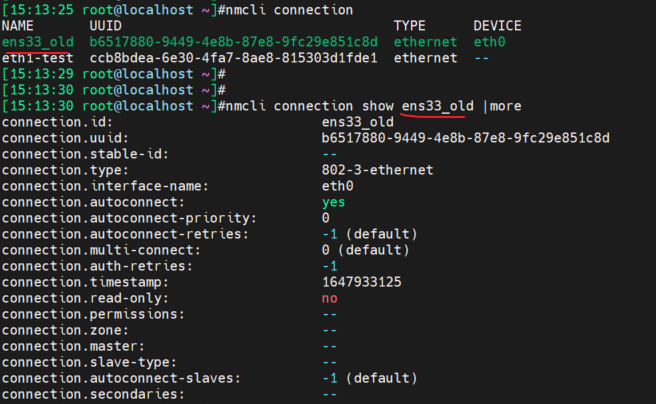 [15:13:25 root@localhost ~]#nmcli connection
NAME       UUID                                  TYPE      DEVICE
ens33_old  b6517880-9449-4e8b-87e8-9fc29e851c8d  ethernet  eth0
eth1-test  ccb8bdea-6e30-4fa7-8ae8-815303d1fde1  ethernet  --
[15:13:29 root@localhost ~]#
[15:13:30 root@localhost ~]#
[15:13:30 root@localhost ~]#nmcli connection show ens33_old |more
connection.id:                          ens33_old
connection.uuid:                        b6517880-9449-4e8b-87e8-9fc29e851c8d
connection.stable-id:                   --
connection.type:                        802-3-ethernet
connection.interface-name:              eth0
connection.autoconnect:                 yes
connection.autoconnect-priority:        0
connection.autoconnect-retries:         -1 (default)
connection.multi-connect:               0 (default)
connection.auth-retries:                -1
connection.timestamp:                   1647933125
connection.read-only:                   no
connection.permissions:                 --
connection.zone:                        --
connection.master:                      --
connection.slave-type:                  --
connection.autoconnect-slaves:          -1 (default)
connection.secondaries:                 --